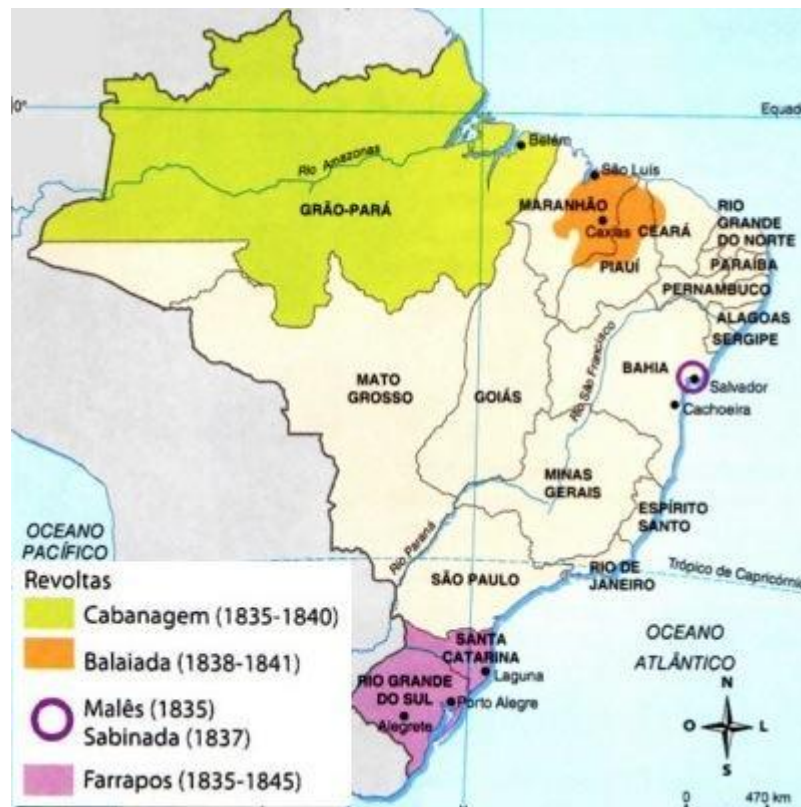 0°
Equad
Belém
Rio Amazonas
São Luís
GRÃO-PARÁ
MARANHÃO
Caxias
CEARÁ
RIO
GRANDE
DO NORTE
PIAUÍ
PARAÍBA
PERNAMBUCO
ALAGOAS
SERGIPE
Rio São Francisco
BAHIA
Salvador
Cachoeira
MATO
GROSSO
GOIÁS
MINAS
GERAIS
ESPÍRITO
SANTO
OCEANO
PACÍFICO
Rio Paraná
RIO DE
JANEIRO
Trópico de Capricórnio
SÃO PAULO
SANTA
CATARINA
Laguna
RIO GRANDE
DO SUL
Porto Alegre
Alegrete
OCEANO
ATLÂNTICO
N
O
L
S
0
470 km
Revoltas
Cabanagem (1835-1840)
Balaiada (1838-1841)
Malês (1835)
Sabinada (1837)
Farrapos (1835-1845)